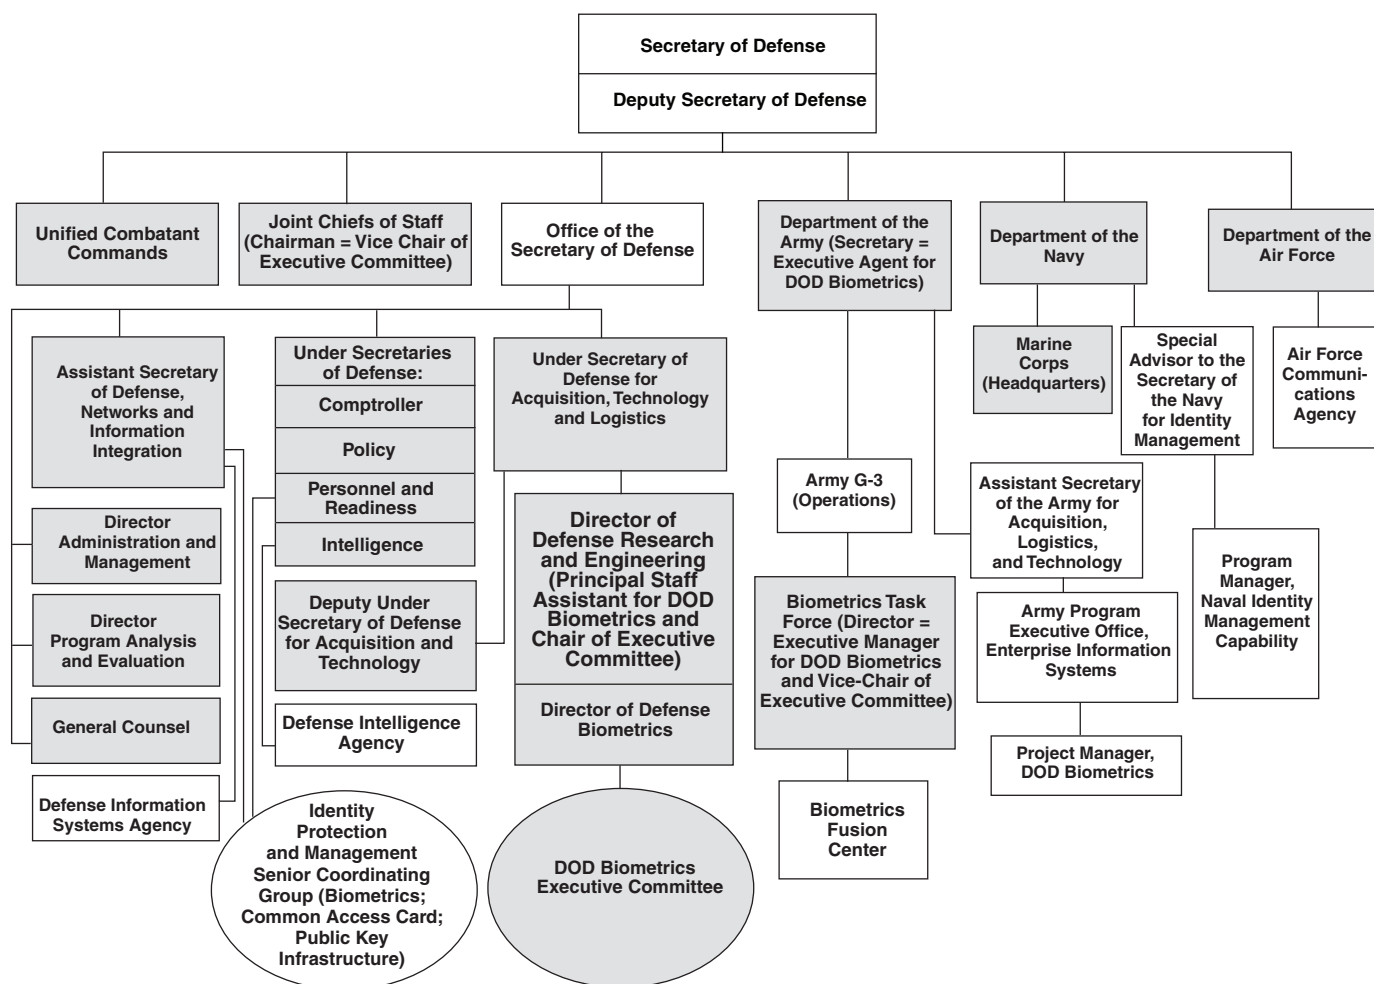 Secretary of Defense
Deputy Secretary of Defense
Unified Combatant
Commands
Joint Chiefs of Staff
(Chairman = Vice Chair of
Executive Committee)
Office of the
Secretary of Defense
Department of the
Army (Secretary =
Executive Agent for
DOD Biometrics)
Department of the
Navy
Department of the
Air Force
Assistant Secretary
of Defense,
Networks and
Information
Integration
Under Secretaries
of Defense:
Comptroller
Policy
Personnel and
Readiness
Intelligence
Under Secretary of
Defense for
Acquisition, Technology
and Logistics
Marine
Corps
(Headquarters)
Special
Advisor to the
Secretary of
the Navy
for Identity
Management
Air Force
Communi-
cations
Agency
Army G-3
(Operations)
Assistant Secretary
of the Army for
Acquisition,
Logistics,
and Technology
Director
Administration and
Management
Director of
Defense Research
and Engineering
(Principal Staff
Assistant for DOD
Biometrics and
Chair of Executive
Committee)
Program
Manager,
Naval Identity
Management
Capability
Director
Program Analysis
and Evaluation
Deputy Under
Secretary of Defense
for Acquisition and
Technology
Biometrics Task
Force (Director =
Executive Manager
for DOD Biometrics
and Vice-Chair of
Executive Committee)
Army Program
Executive Office,
Enterprise Information
Systems
General Counsel
Defense Intelligence
Agency
Director of Defense
Biometrics
Project Manager,
DOD Biometrics
Defense Information
Systems Agency
Identity
Protection
and Management
Senior Coordinating
Group (Biometrics;
Common Access Card;
Public Key
Infrastructure)
DOD Biometrics
Executive Committee
Biometrics
Fusion
Center